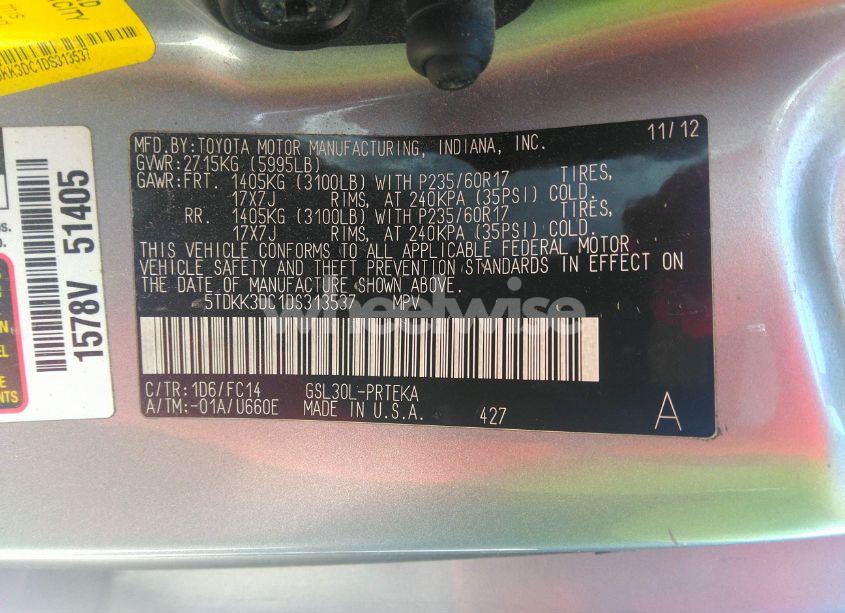 CITY
KK3DC1DS313537
1578V 51405
MFD.BY:TOYOTA MOTOR MANUFACTURING, INDIANA, INC. 11/12
GVWR:2715KG (5995LB)
GAWR:FRT. 1405KG (3100LB) WITH P235/60R17 TIRES,
17X7J RIMS, AT 240KPA (35PSI) COLD.
RR. 1405KG (3100LB) WITH P235/60R17 TIRES,
17X7J RIMS, AT 240KPA (35PSI) COLD.
THIS VEHICLE CONFORMS TO ALL APPLICABLE FEDERAL MOTOR
VEHICLE SAFETY AND THEFT PREVENTION STANDARDS IN EFFECT ON
THE DATE OF MANUFACTURE SHOWN ABOVE.
5TDKK3DC1DS313537 MPV
wheelwise
C/TR:1D6/FC14 GSL30L-PRTEKA
A/TM:-01A/U660E MADE IN U.S.A. 427 A